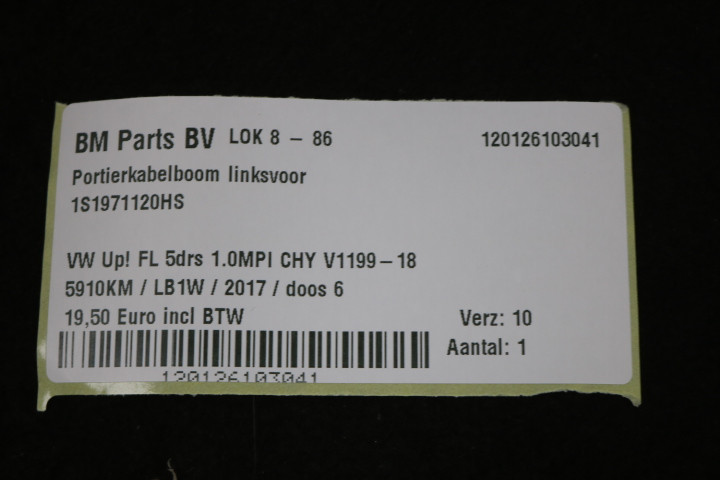 BM Parts BV LOK 8 – 86 120126103041
Portierkabelboom linksvoor
1S1971120HS
VW Up! FL 5drs 1.0MPI CHY V1199 – 18
5910KM / LB1W / 2017 / doos 6
19,50 Euro incl BTW Verz: 10
Aantal: 1
120126103041